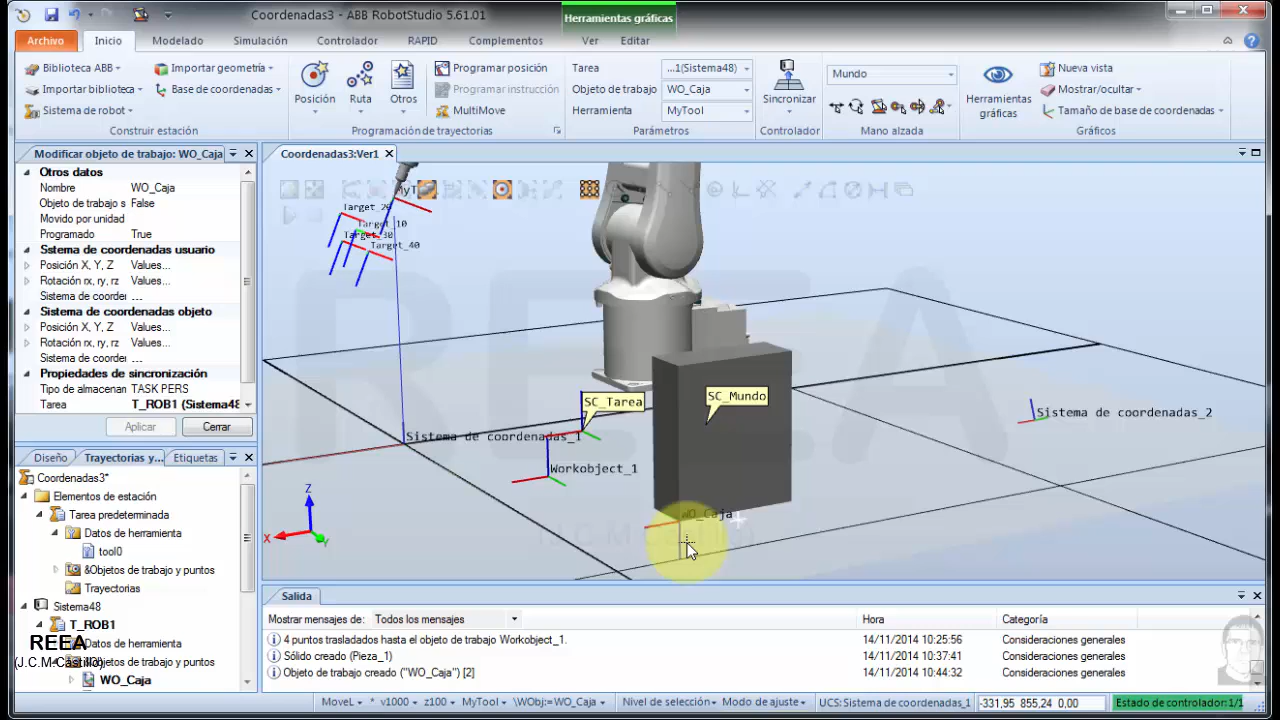 Coordenadas3 - ABB RobotStudio 5.61.01
Herramientas gráficas
Archivo Inicio Modelado Simulación Controlador RAPID Complementos Ver Editar
Biblioteca ABB
Importar biblioteca
Sistema de robot
Importar geometría
Base de coordenadas
Construir estación
Posición Ruta Otros
Programar posición
Programar instrucción
MultiMove
Programación de trayectorias
Tarea ...1(Sistema48)
Objeto de trabajo WO_Caja
Herramienta MyTool
Parámetros
Sincronizar
Controlador
Mundo
Mano alzada
Herramientas gráficas
Nueva vista
Mostrar/ocultar
Tamaño de base de coordenadas
Gráficos
Modificar objeto de trabajo: WO_Caja
Otros datos
Nombre WO_Caja
Objeto de trabajo s False
Movido por unidad
Programado True
Sstema de coordenadas usuario
Posición X, Y, Z Values...
Rotación rx, ry, rz Values...
Sistema de coorder ...
Sistema de coordenadas objeto
Posición X, Y, Z Values...
Rotación rx, ry, rz Values...
Sistema de coorder ...
Propiedades de sincronización
Tipo de almacenan TASK PERS
Tarea T_ROB1 (Sistema48
Aplicar Cerrar
Diseño Trayectorias y... Etiquetas
Coordenadas3*
Elementos de estación
Tarea predeterminada
Datos de herramienta
tool0
&Objetos de trabajo y puntos
Trayectorias
Sistema48
T_ROB1
Datos de herramienta
Objetos de trabajo y puntos
WO_Caja
REEA
(J.C.M Castillo)
Coordenadas3:Ver1
MyT
Target_20
Target_10
Target_30
Target_40
SC_Tarea
SC_Mundo
Sistema de coordenadas_1
Sistema de coordenadas_2
Workobject_1
WO_Caja
Z
X
Y
REEA
J.C.M Castillo
Salida
Mostrar mensajes de: Todos los mensajes Hora Categoría
4 puntos trasladados hasta el objeto de trabajo Workobject_1. 14/11/2014 10:25:56 Consideraciones generales
Sólido creado (Pieza_1) 14/11/2014 10:37:41 Consideraciones generales
Objeto de trabajo creado ("WO_Caja") [2] 14/11/2014 10:44:32 Consideraciones generales
MoveL * v1000 z100 MyTool \WObj:=WO_Caja Nivel de selección Modo de ajuste UCS: Sistema de coordenadas_1 -331,95 855,24 0,00 Estado de controlador: 1/1